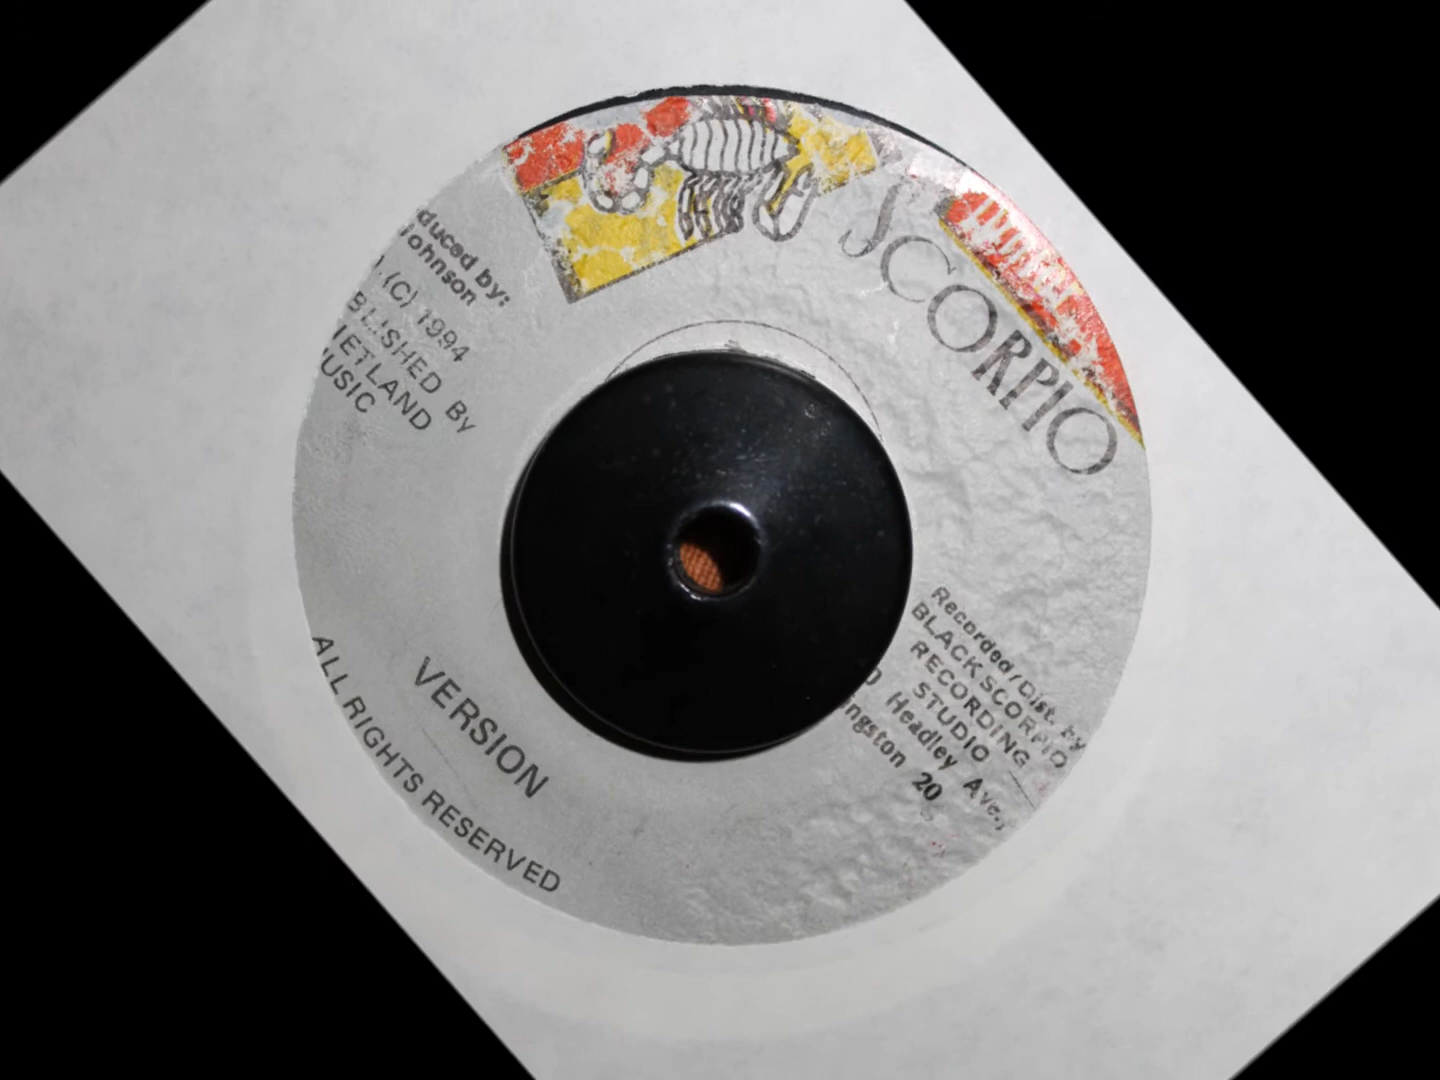 SCORPIO
duced by:
Johnson
(C) 1994
BLISHED BY
JETLAND
USIC
Recorded/Dist. by
BLACK SCORPIO
RECORDING
STUDIO
Headley Ave.,
ngston 20
VERSION
ALL RIGHTS RESERVED